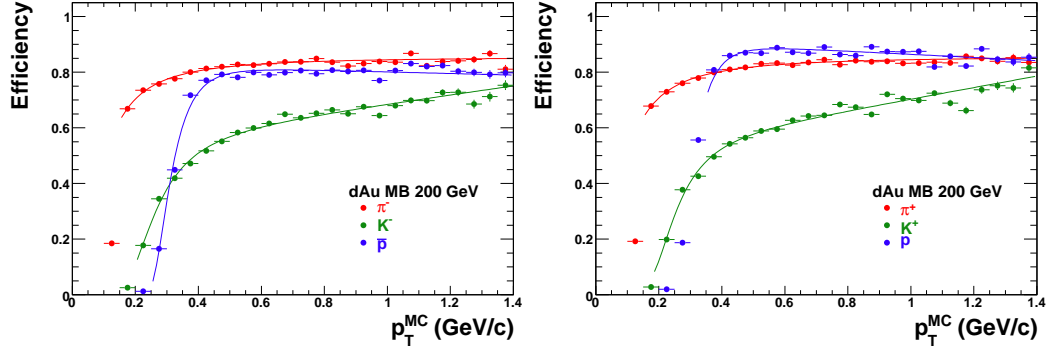 Efficiency
1
0.8
0.6
0.4
0.2
0
dAu MB 200 GeV
π⁻
K⁻
p̅
0 0.2 0.4 0.6 0.8 1 1.2 1.4
p_T^MC (GeV/c)
Efficiency
1
0.8
0.6
0.4
0.2
0
dAu MB 200 GeV
π⁺
K⁺
p
0 0.2 0.4 0.6 0.8 1 1.2 1.4
p_T^MC (GeV/c)